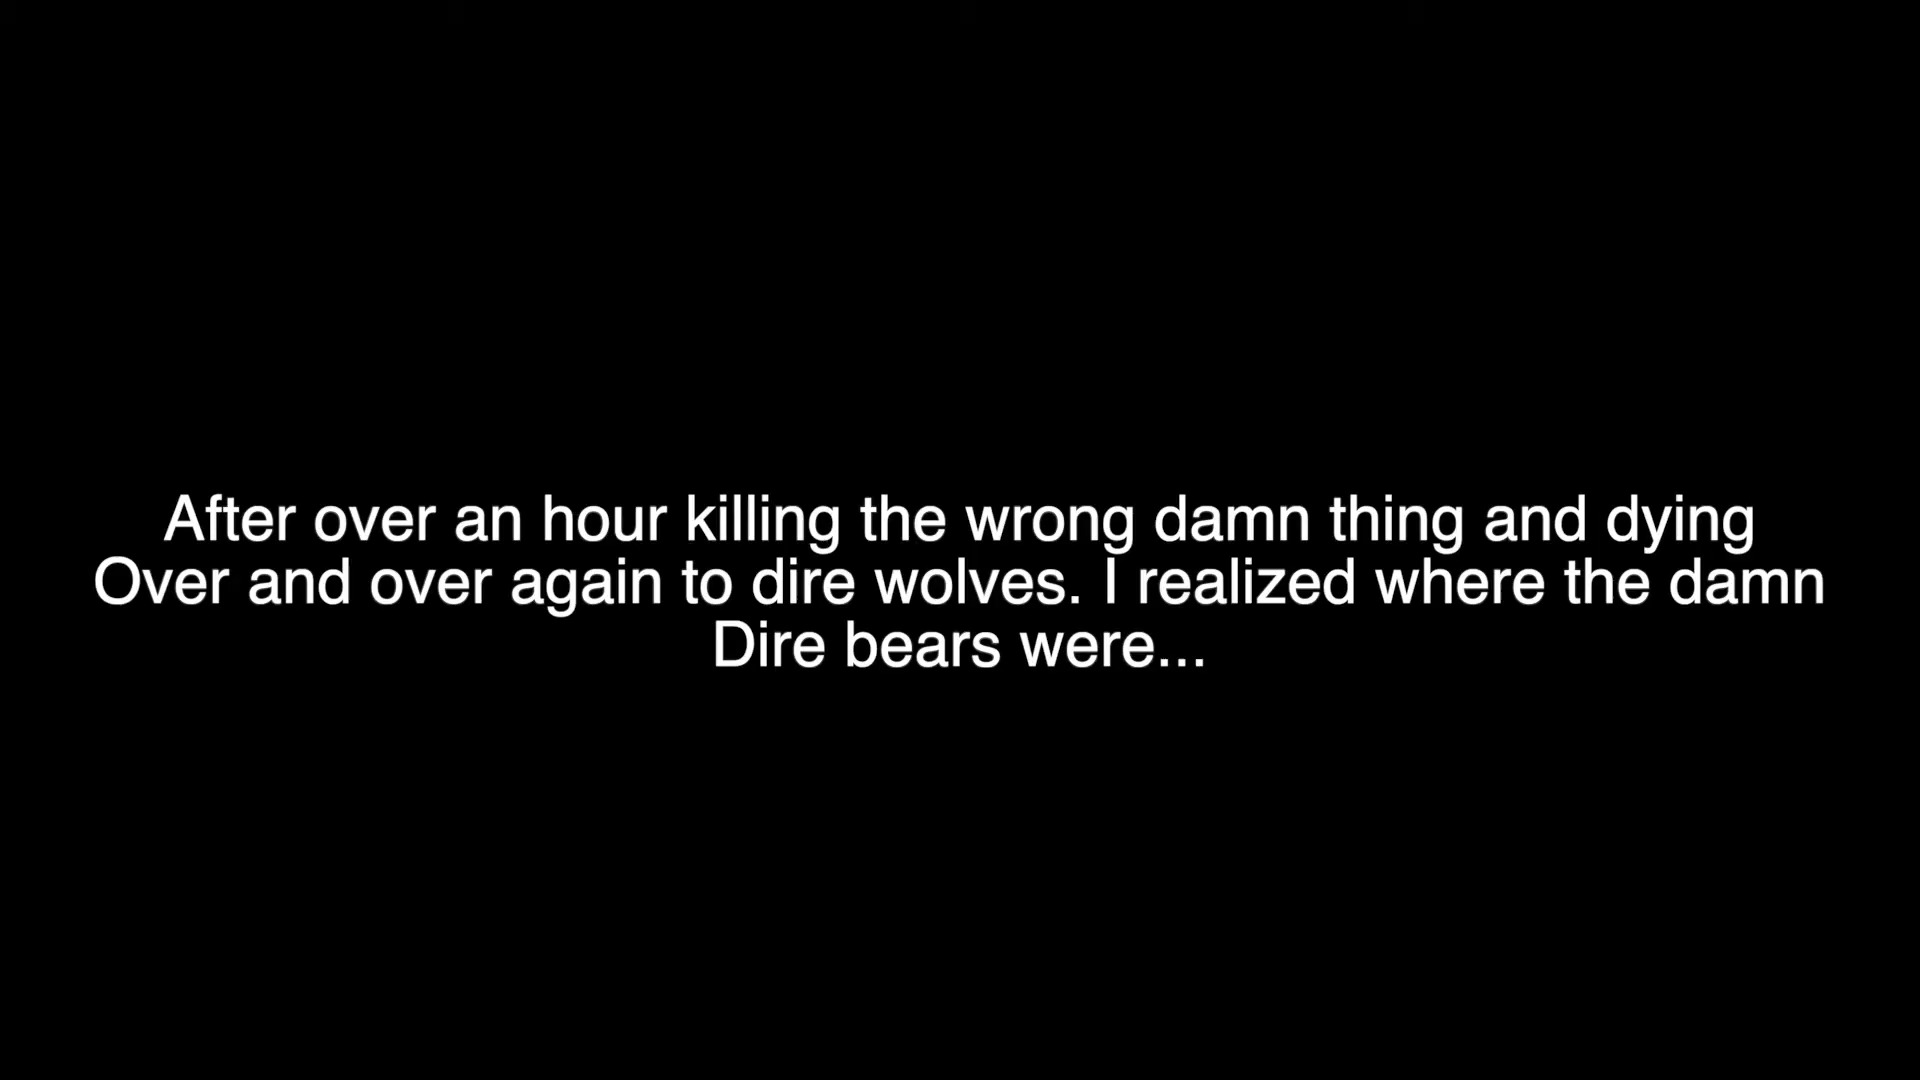 After over an hour killing the wrong damn thing and dying
Over and over again to dire wolves. I realized where the damn
Dire bears were...